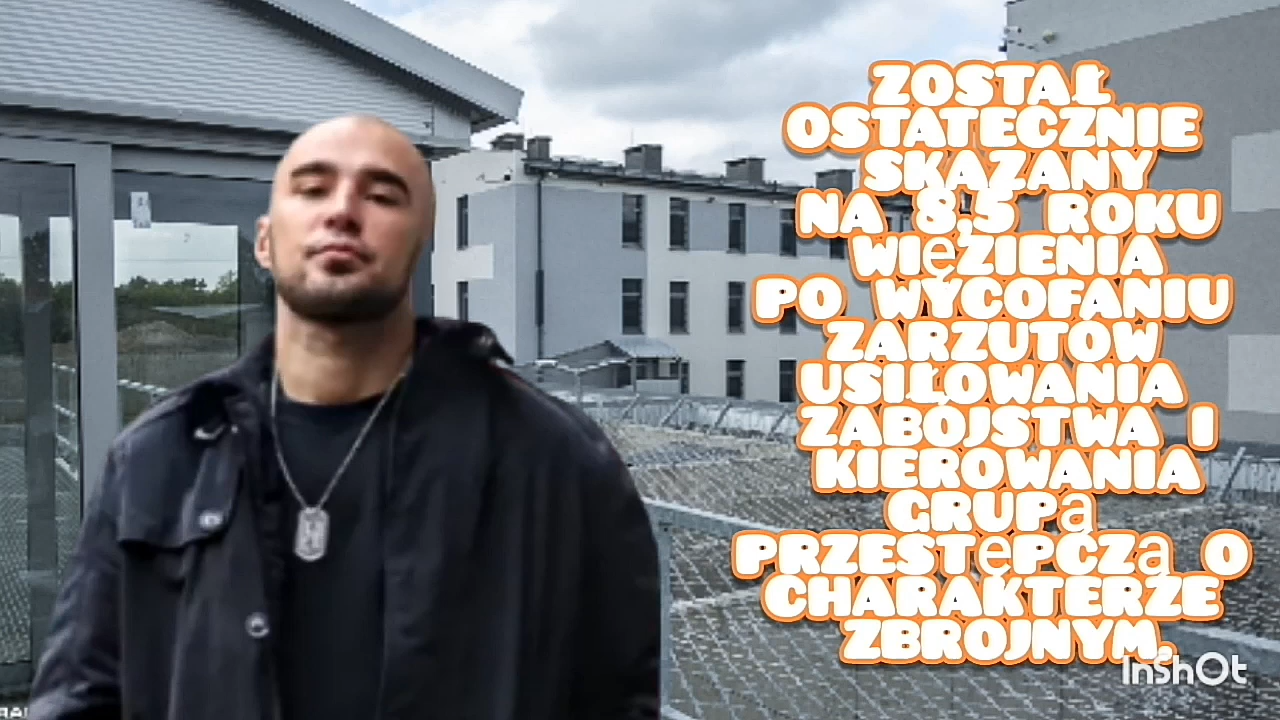 ZOSTAŁ
OSTATECZNIE
SKAZANY
NA 8,5 ROKU
WIęZIENIA
PO WYCOFANIU
ZARZUTÓW
USIŁOWANIA
ZABÓJSTWA I
KIEROWANIA
GRUPą
PRZESTęPCZą O
CHARAKTERZE
ZBROJNYM.
InShOt